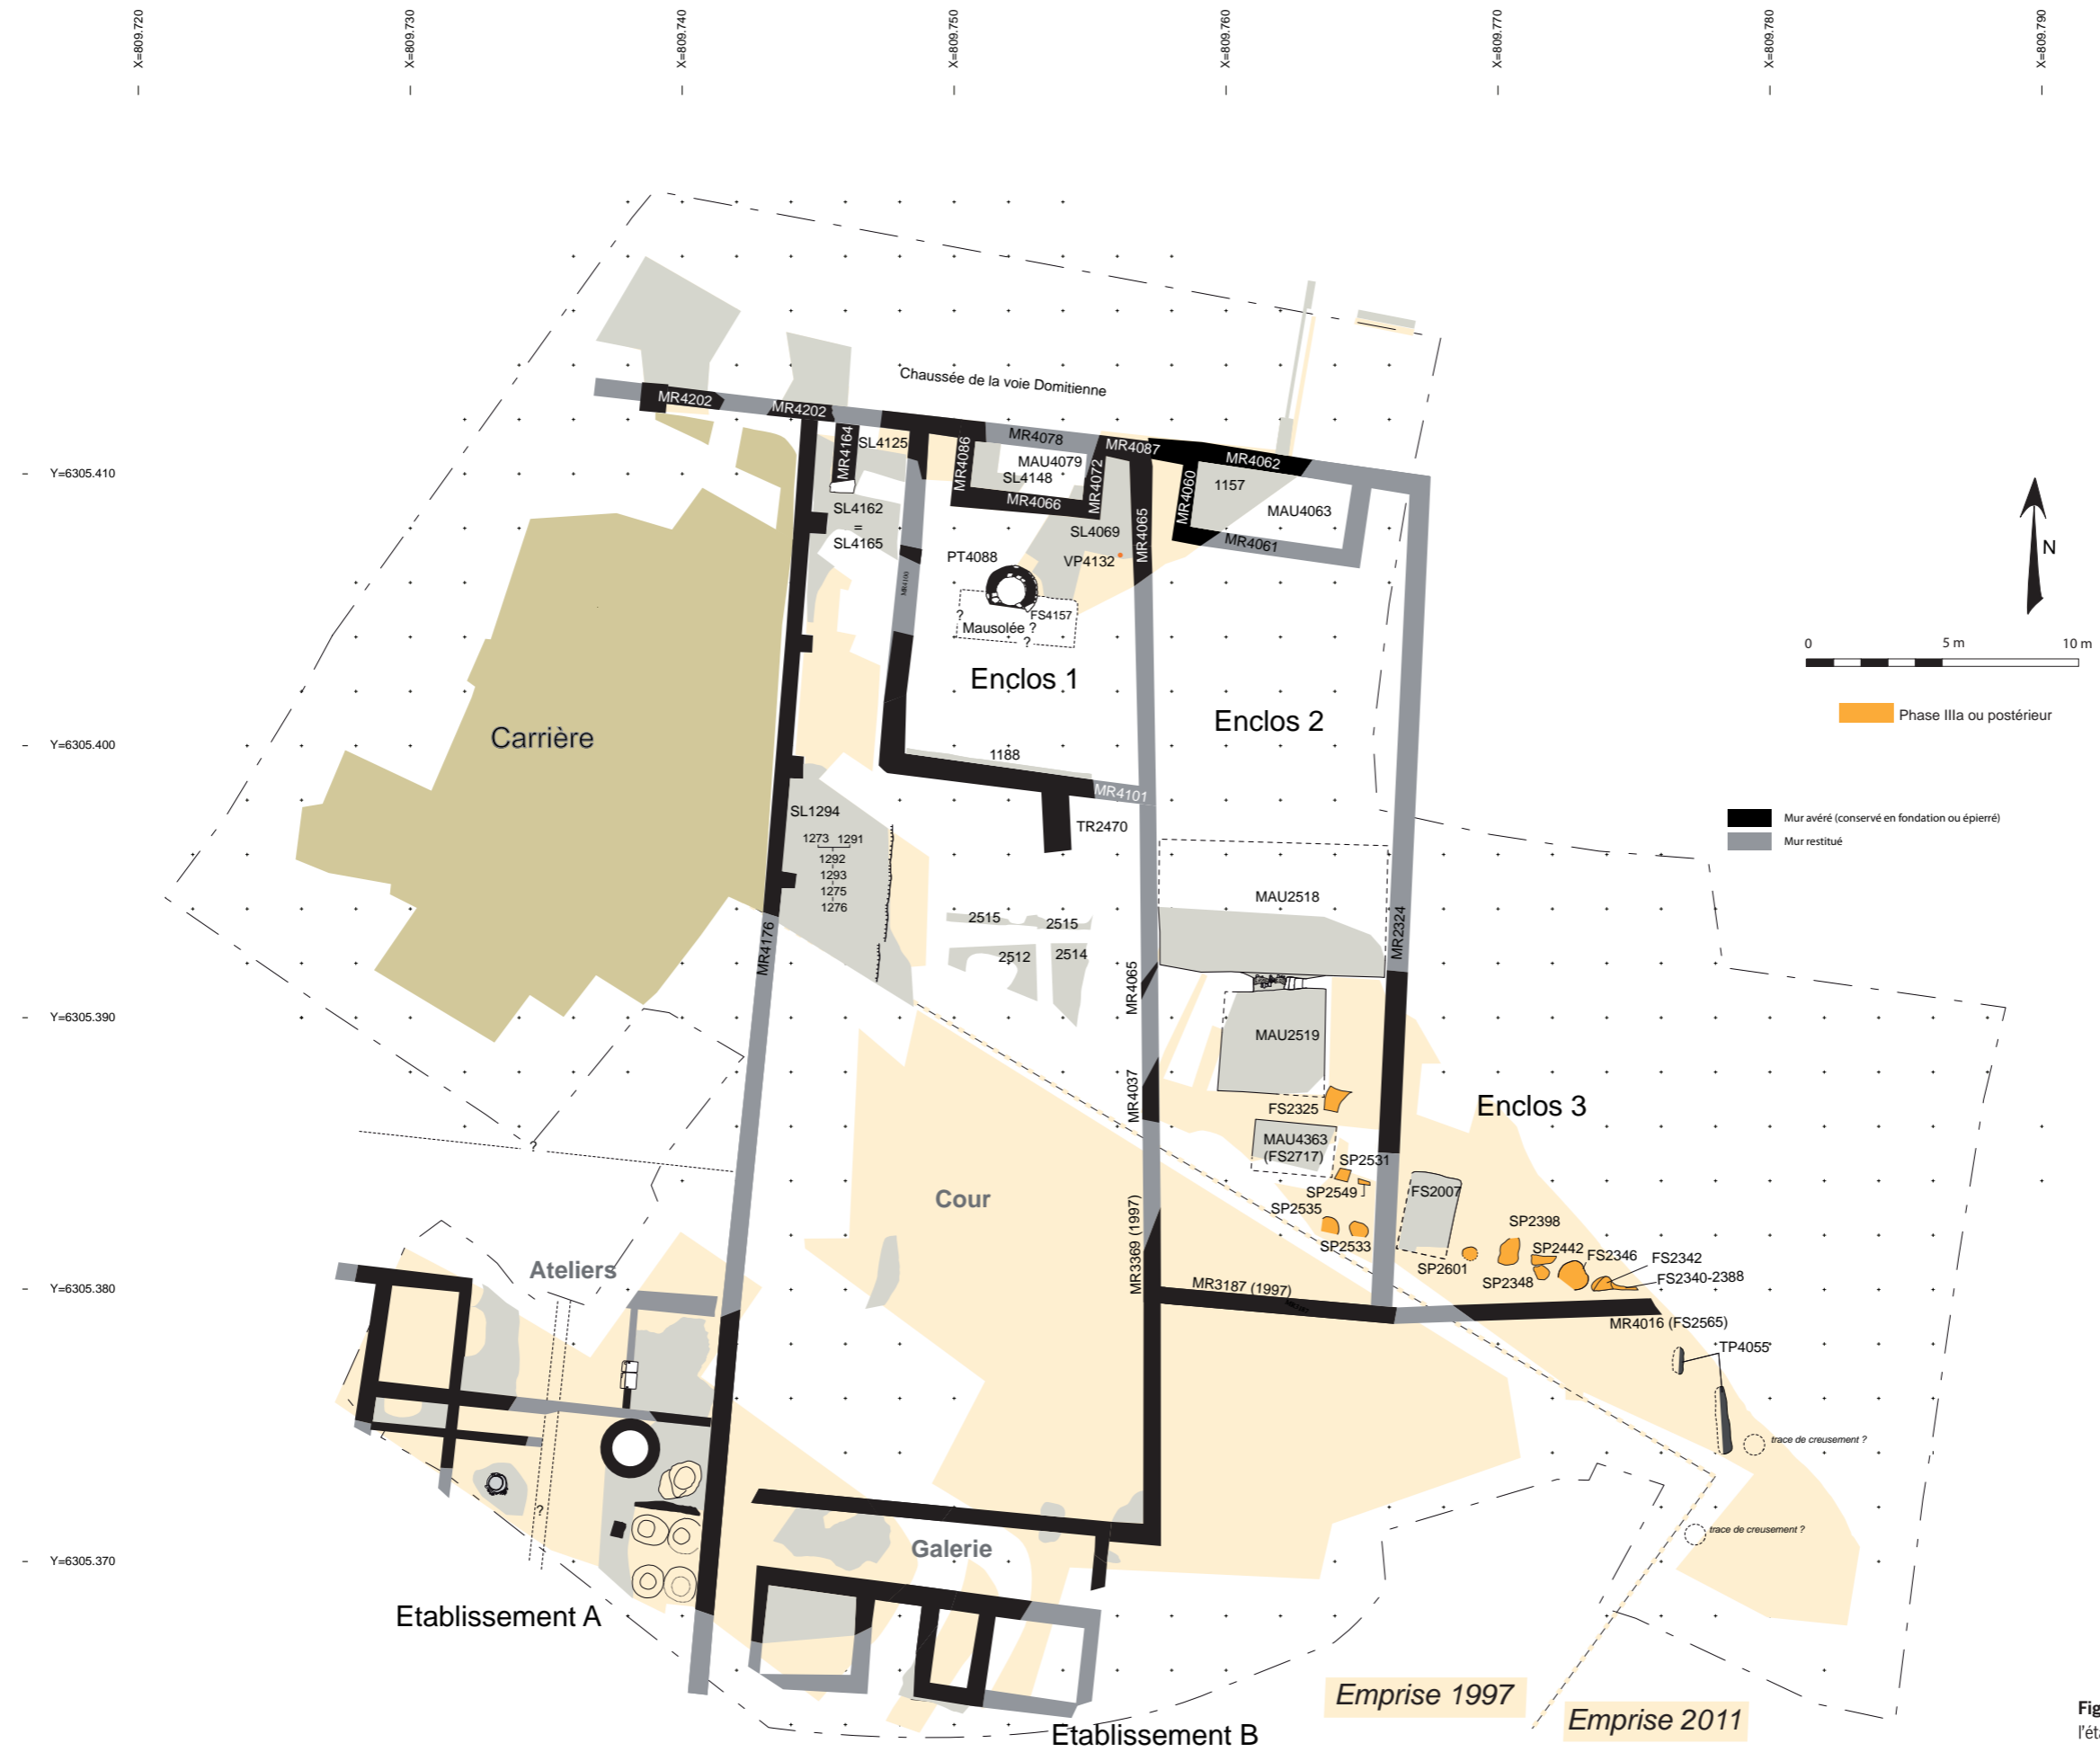 X=809.720
X=809.730
X=809.740
X=809.750
X=809.760
X=809.770
X=809.780
X=809.790
Chaussée de la voie Domitienne
MR4202
MR4202
MR4164
SL4125
MR4086
MR4078
MAU4079
SL4148
MR4072
MR4066
MR4087
MR4062
MR4060
1157
MAU4063
MR4061
MR4065
Y=6305.410
SL4162
=
SL4165
SL4069
VP4132
PT4088
MR4100
FS4157
?
Mausolée ?
?
N
0
5 m
10 m
Enclos 1
Enclos 2
Phase IIIa ou postérieur
Carrière
Y=6305.400
1188
MR4101
TR2470
SL1294
1273
1291
1292
1293
1275
1276
Mur avéré (conservé en fondation ou épierré)
Mur restitué
MAU2518
2515
2515
2512
2514
MR4176
MR4065
MR2324
Y=6305.390
MAU2519
MR4037
FS2325
Enclos 3
MAU4363
(FS2717)
SP2531
SP2549
SP2535
SP2533
FS2007
?
Cour
MR3369 (1997)
SP2398
SP2442
FS2346
FS2342
SP2601
SP2348
FS2340-2388
Ateliers
Y=6305.380
MR3187 (1997)
MR4016 (FS2565)
TP4055
trace de creusement ?
?
trace de creusement ?
Galerie
Y=6305.370
Etablissement A
Emprise 1997
Emprise 2011
Etablissement B
Fig
l'éta